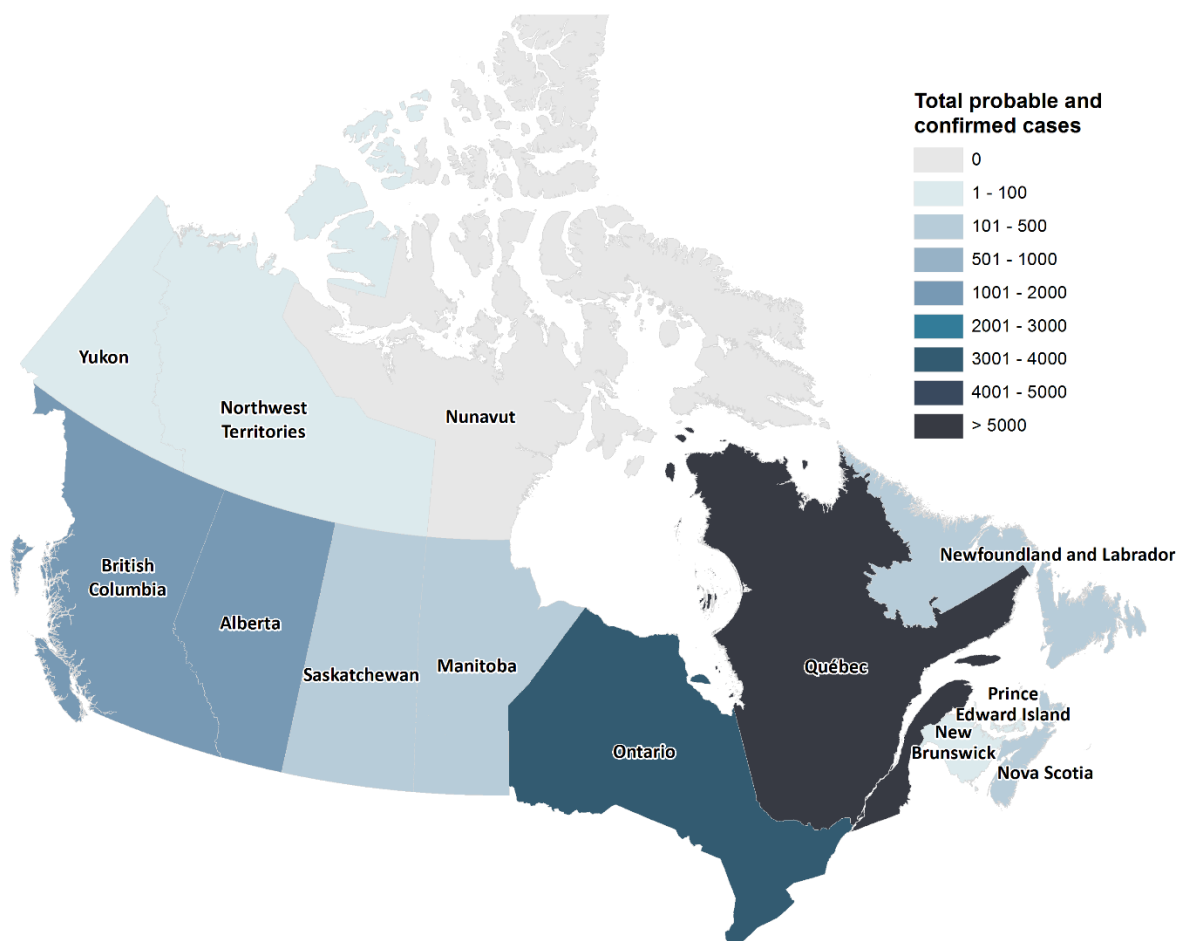 Total probable and
confirmed cases
0
1 - 100
101 - 500
501 - 1000
1001 - 2000
2001 - 3000
3001 - 4000
4001 - 5000
> 5000
Yukon
Northwest
Territories
Nunavut
British
Columbia
Alberta
Saskatchewan
Manitoba
Ontario
Québec
Newfoundland and Labrador
Prince
Edward Island
New
Brunswick
Nova Scotia